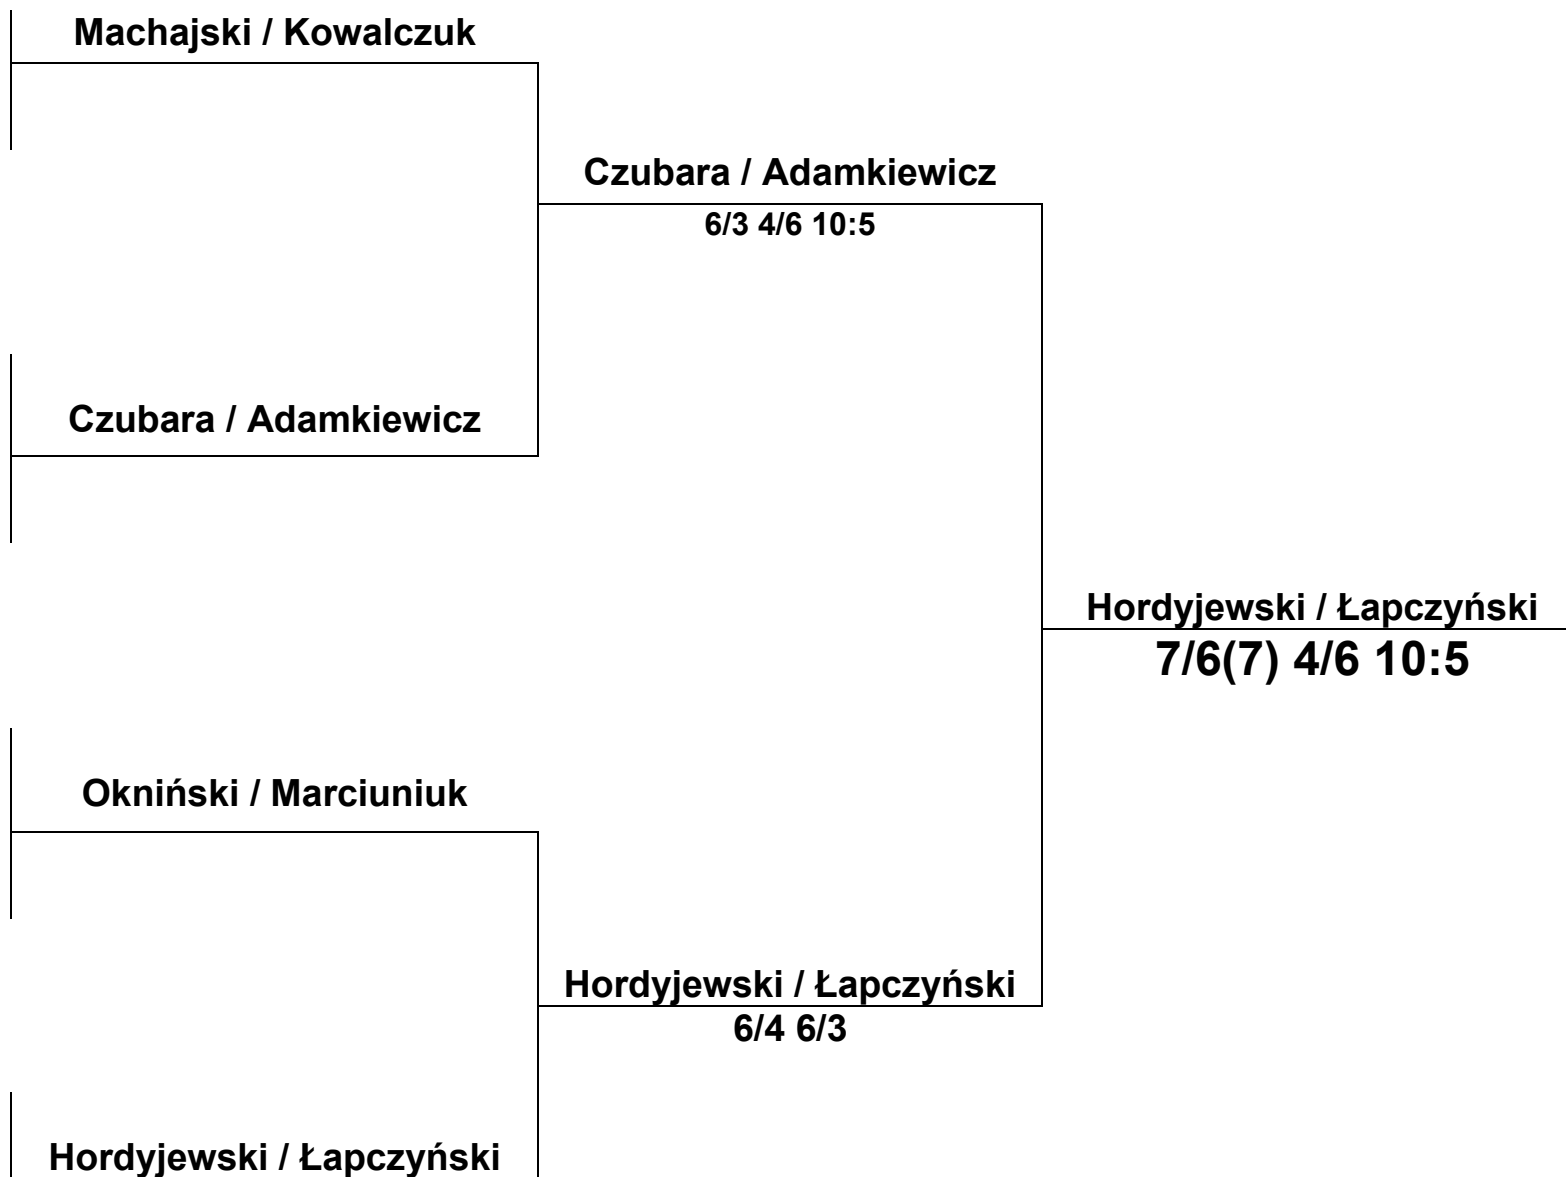 Machajski / Kowalczuk
Czubara / Adamkiewicz
6/3 4/6 10:5
Czubara / Adamkiewicz
Hordyjewski / Łapczyński
7/6(7) 4/6 10:5
Okniński / Marciuniuk
Hordyjewski / Łapczyński
6/4 6/3
Hordyjewski / Łapczyński